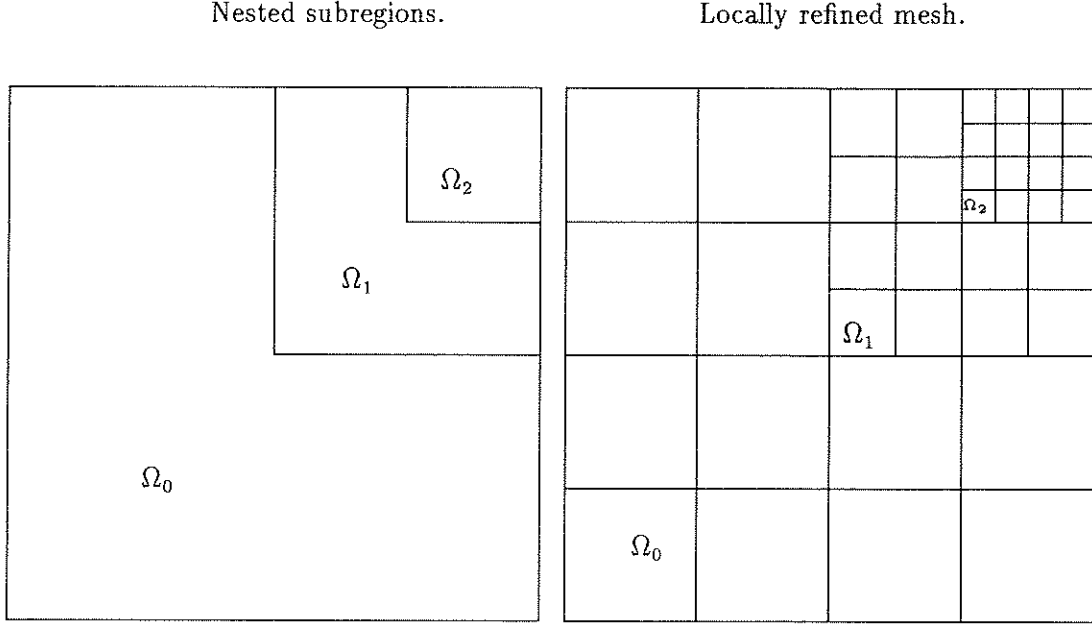 Nested subregions.
Locally refined mesh.
Ω₂
Ω₁
Ω₀
Ω₂
Ω₁
Ω₀